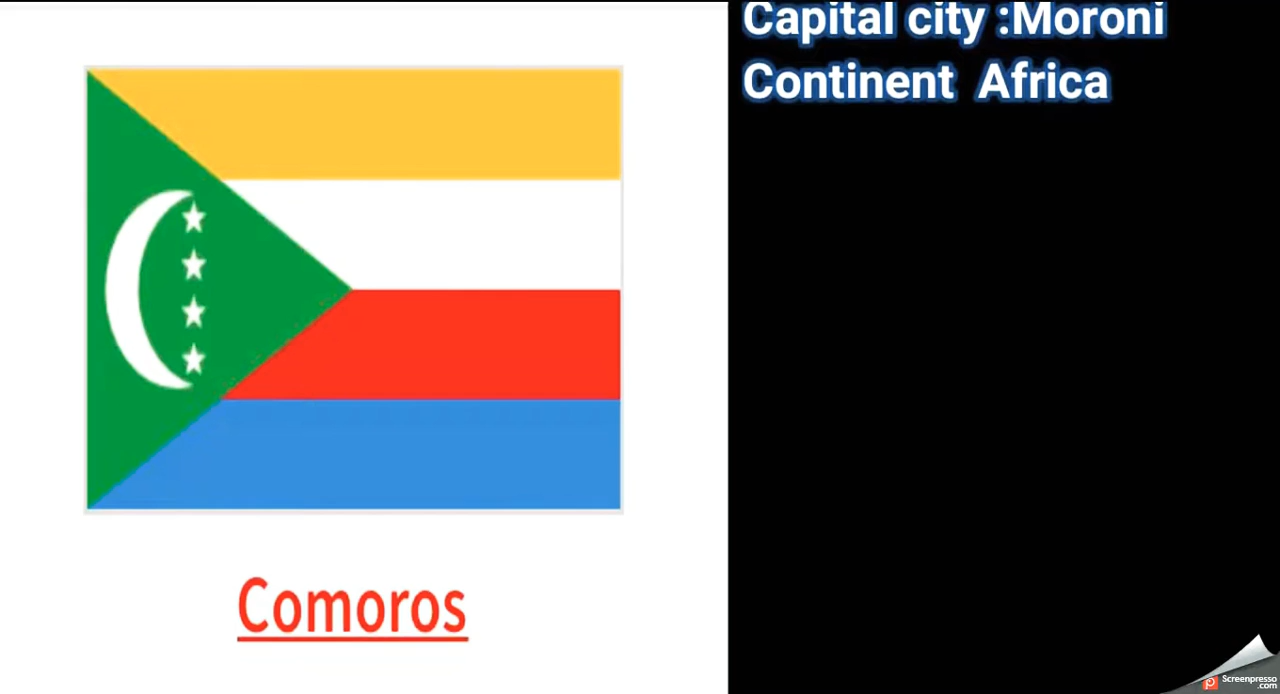 Capital city :Moroni
Continent Africa
Comoros
Screenpresso
.com